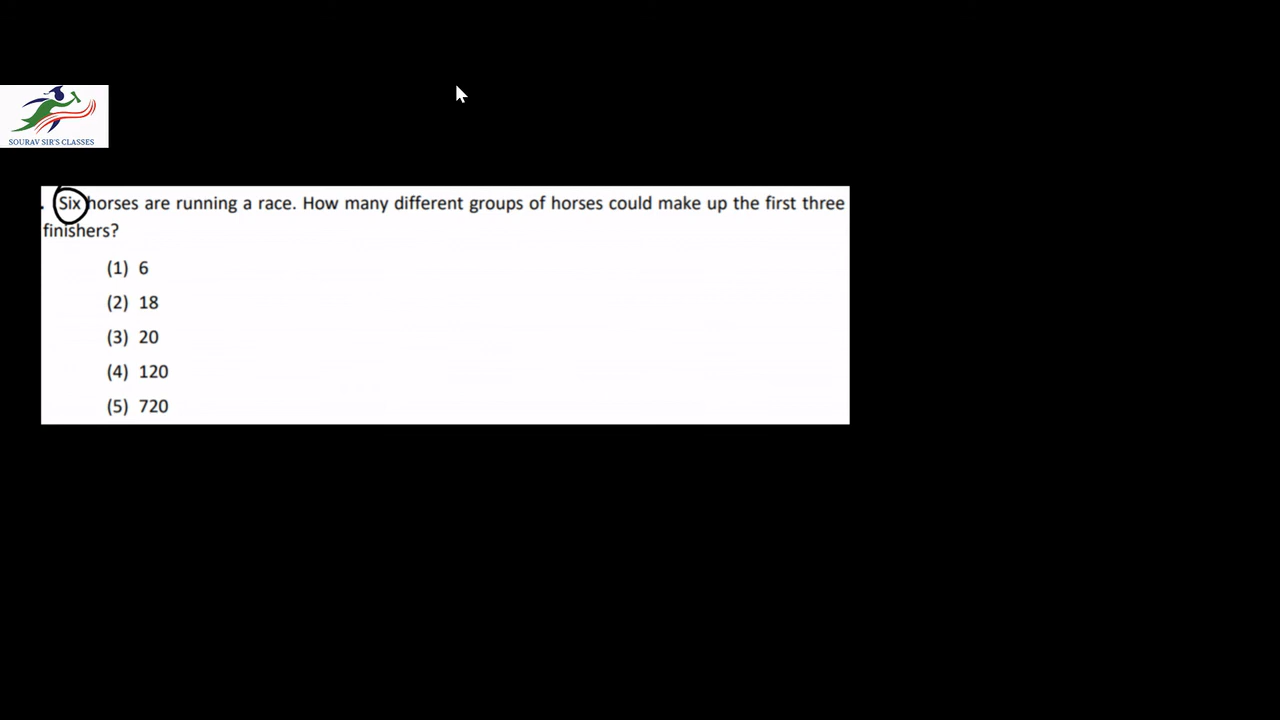 SOURAV SIR'S CLASSES
. Six horses are running a race. How many different groups of horses could make up the first three
finishers?
(1) 6
(2) 18
(3) 20
(4) 120
(5) 720